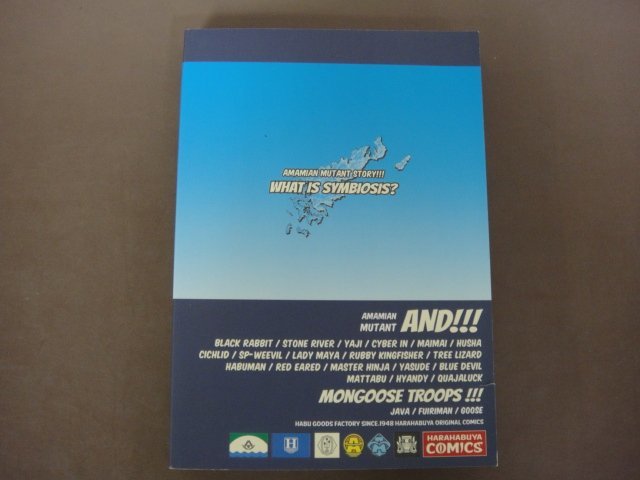 AMAMIAN MUTANT STORY!!!
WHAT IS SYMBIOSIS?
AMAMIAN
MUTANT AND!!!
BLACK RABBIT / STONE RIVER / YAJI / CYBER IN / MAIMAI / HUSHA
CICHLID / SP-WEEVIL / LADY MAYA / RUBBY KINGFISHER / TREE LIZARD
HABUMAN / RED EARED / MASTER HINJA / YASUDE / BLUE DEVIL
MATTABU / HYANDY / QUAJALUCK
MONGOOSE TROOPS !!!
JAVA / FUIRIMAN / GOOSE
HABU GOODS FACTORY SINCE.1948 HARAHABUYA ORIGINAL COMICS
HARAHABUYA
COMICS